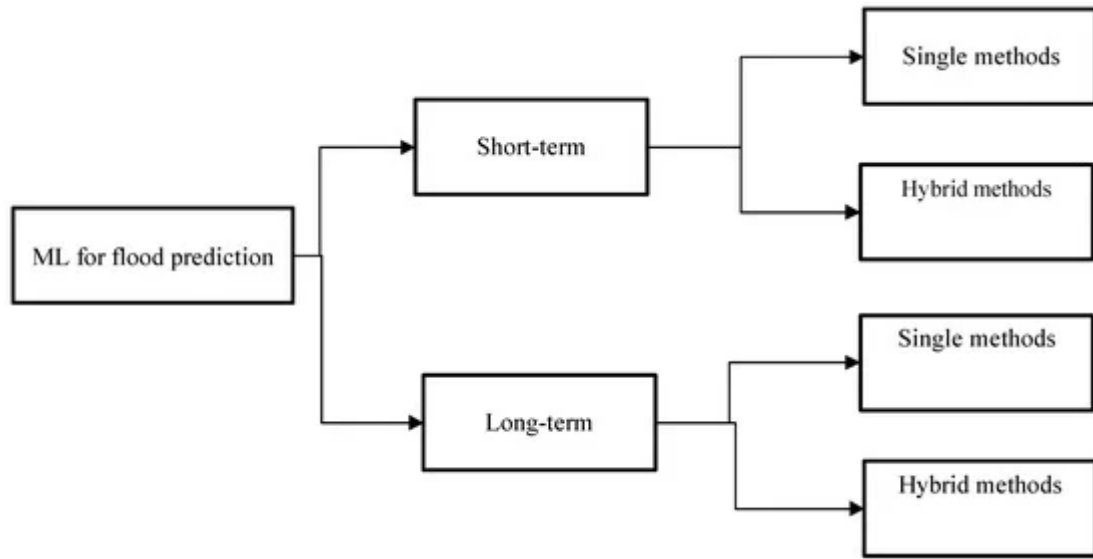 Single methods
Short-term
Hybrid methods
ML for flood prediction
Single methods
Long-term
Hybrid methods